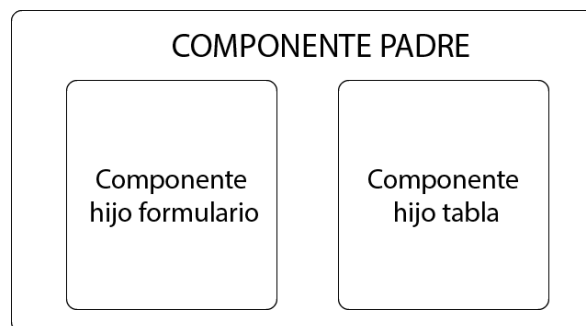 COMPONENTE PADRE
Componente
hijo formulario
Componente
hijo tabla